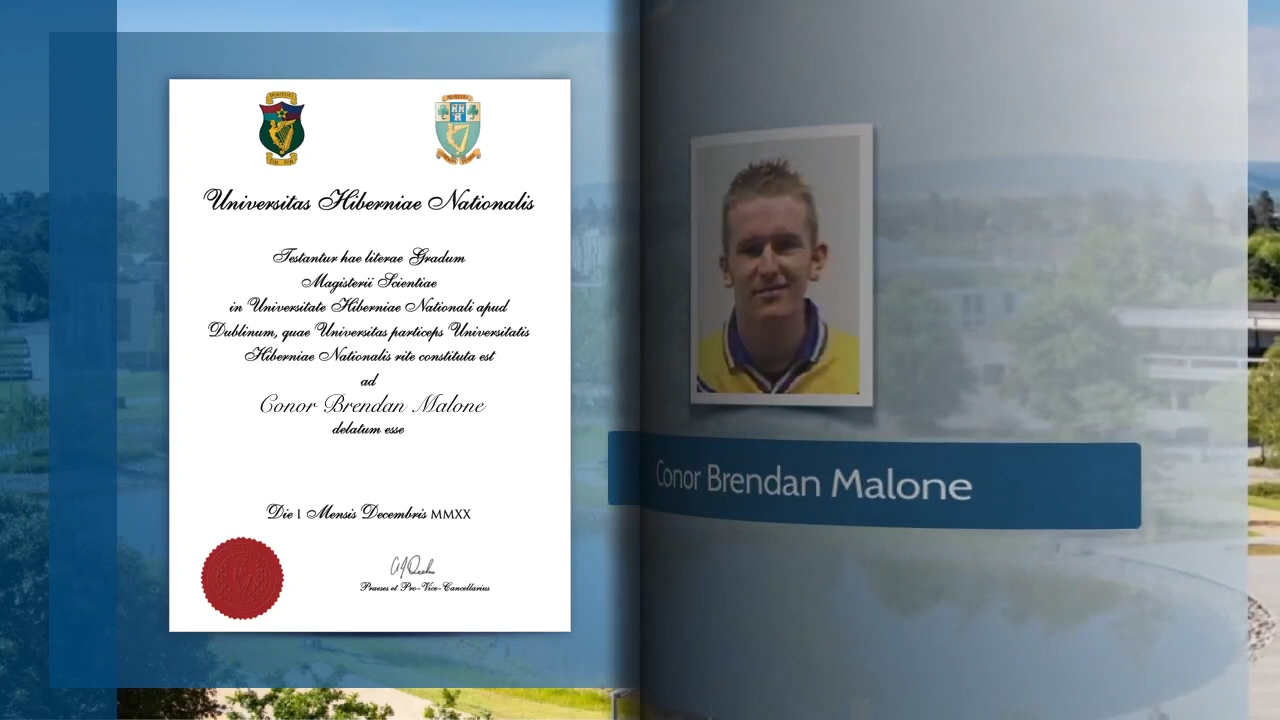 Universitas Hiberniae Nationalis
Testantur hae literae Gradum
Magisterii Scientiae
in Universitate Hiberniae Nationali apud
Dublinum, quae Universitas particeps Universitatis
Hiberniae Nationalis rite constituta est
ad
Conor Brendan Malone
delatum esse
Die I Mensis Decembris MMXX
Praeses et Pro-Vice-Cancellarius
Conor Brendan Malone